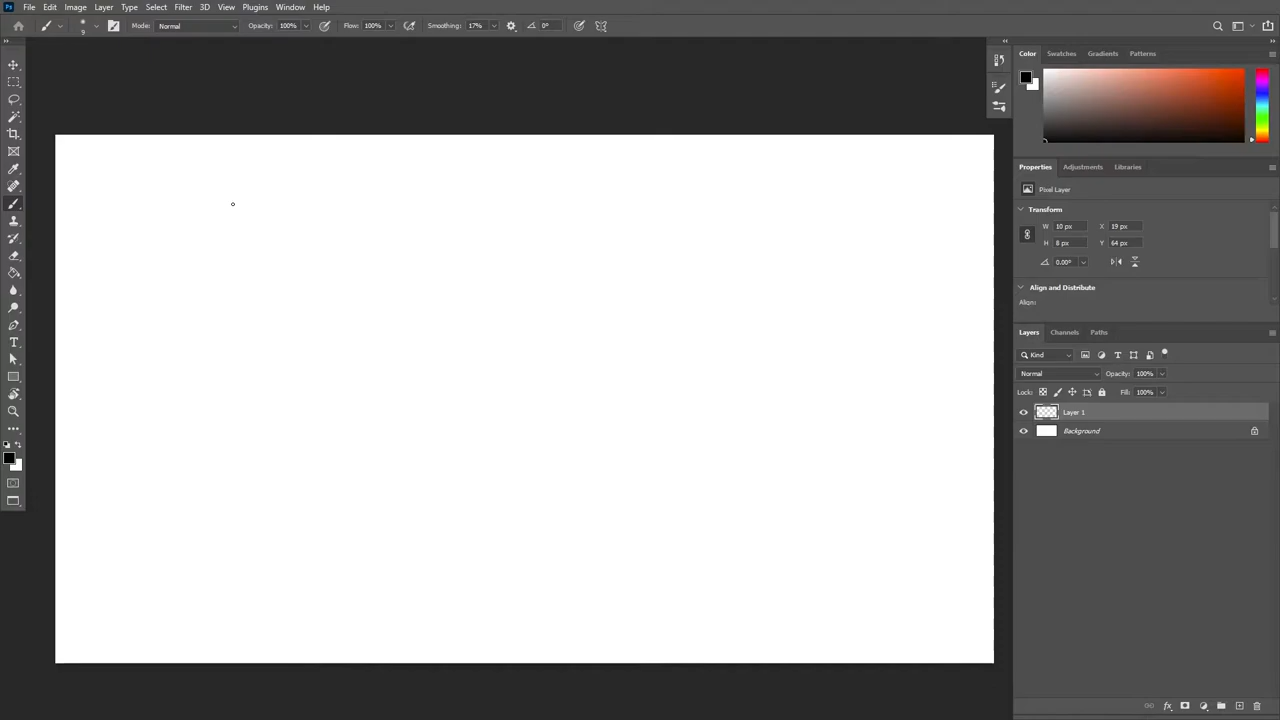 Ps File Edit Image Layer Type Select Filter 3D View Plugins Window Help
9 Mode: Normal Opacity: 100% Flow: 100% Smoothing: 17% 0°
Color Swatches Gradients Patterns
Properties Adjustments Libraries
Pixel Layer
Transform
W 10 px X 19 px
H 8 px Y 64 px
0.00°
Align and Distribute
Align:
Layers Channels Paths
Kind
Normal Opacity: 100%
Lock: Fill: 100%
Layer 1
Background